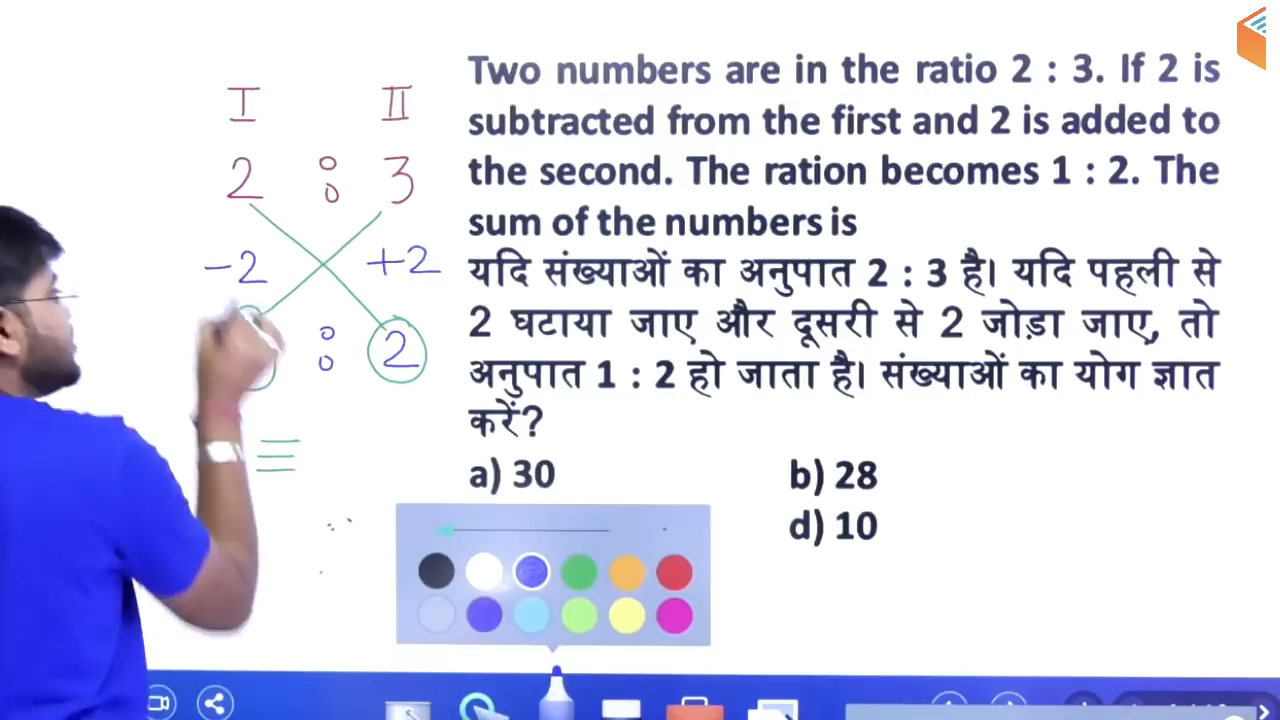 I II
2 : 3
-2 +2
: 2
Two numbers are in the ratio 2 : 3. If 2 is
subtracted from the first and 2 is added to
the second. The ration becomes 1 : 2. The
sum of the numbers is
यदि संख्याओं का अनुपात 2 : 3 है। यदि पहली से
2 घटाया जाए और दूसरी से 2 जोड़ा जाए, तो
अनुपात 1 : 2 हो जाता है। संख्याओं का योग ज्ञात
करें?
a) 30 b) 28
d) 10